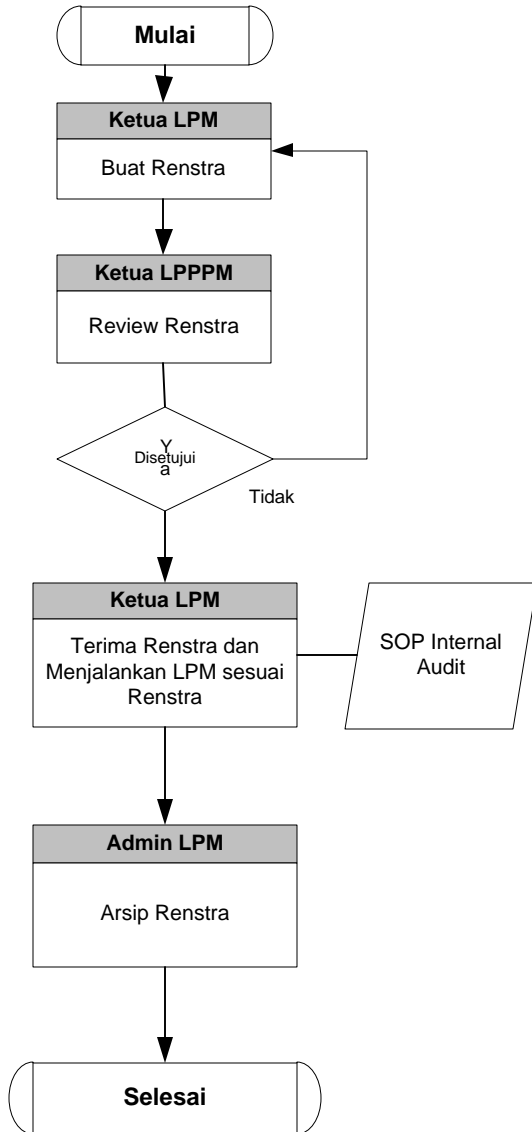 Mulai
Ketua LPM
Buat Renstra
Ketua LPPPM
Review Renstra
Y
Disetujui
a
Tidak
Ketua LPM
Terima Renstra dan
Menjalankan LPM sesuai
Renstra
SOP Internal
Audit
Admin LPM
Arsip Renstra
Selesai